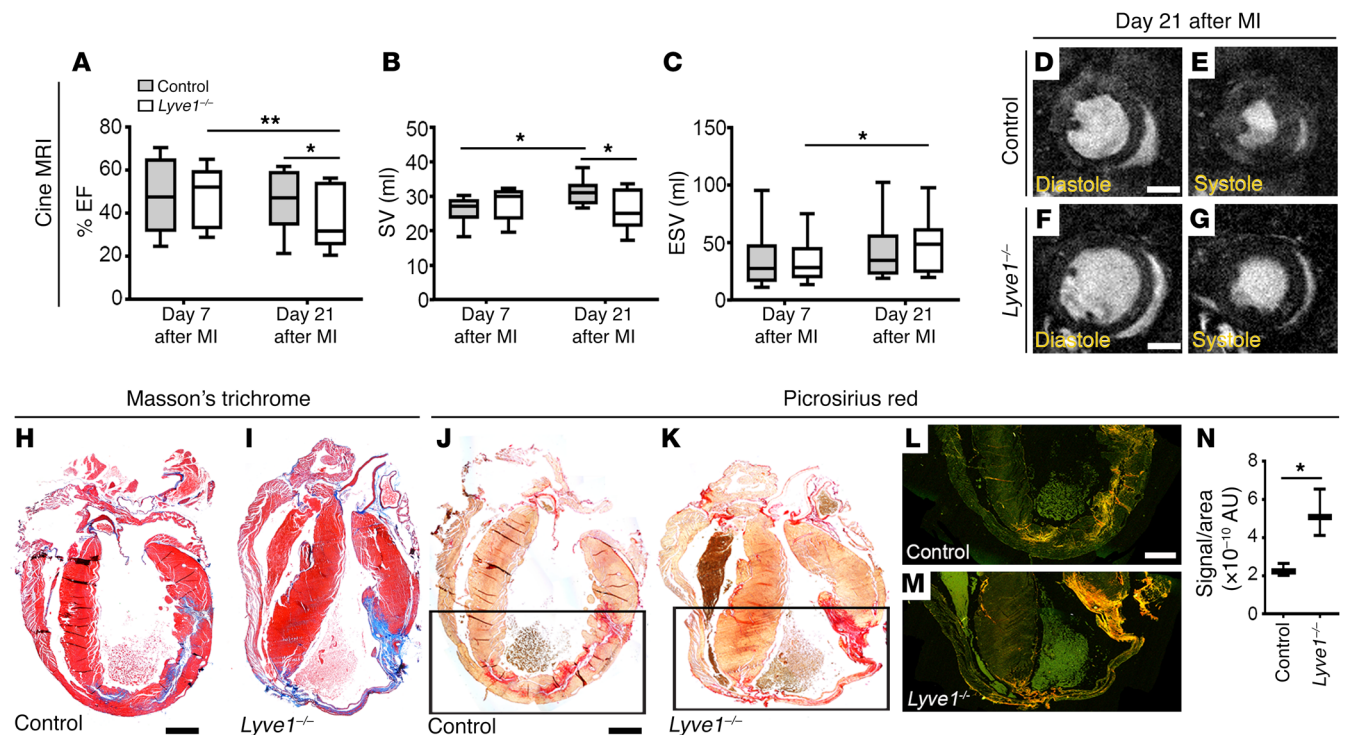 Day 21 after MI
A
B
C
D
E
Control
Lyve1⁻/⁻
Cine MRI
% EF
80
60
40
20
0
**
*
Day 7
after MI
Day 21
after MI
SV (ml)
50
40
30
20
10
0
*
*
Day 7
after MI
Day 21
after MI
ESV (ml)
150
100
50
0
*
Day 7
after MI
Day 21
after MI
Control
Diastole
Systole
F
G
Lyve1⁻/⁻
Diastole
Systole
Masson's trichrome
Picrosirius red
H
I
J
K
L
N
Control
Lyve1⁻/⁻
Control
Lyve1⁻/⁻
Control
M
Lyve1⁻/⁻
Signal/area
(×10⁻¹⁰ AU)
8
6
4
2
0
*
Control
Lyve1⁻/⁻